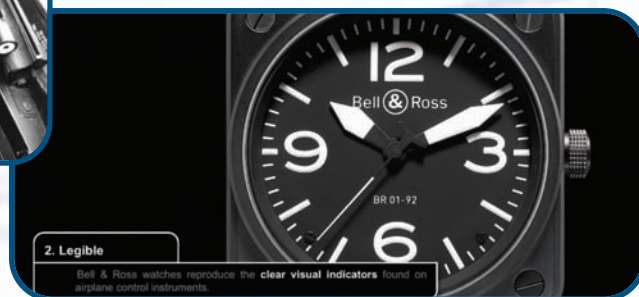 12
Bell & Ross
9
3
BR 01-92
6
2. Legible
Bell & Ross watches reproduce the clear visual indicators found on
airplane control instruments.